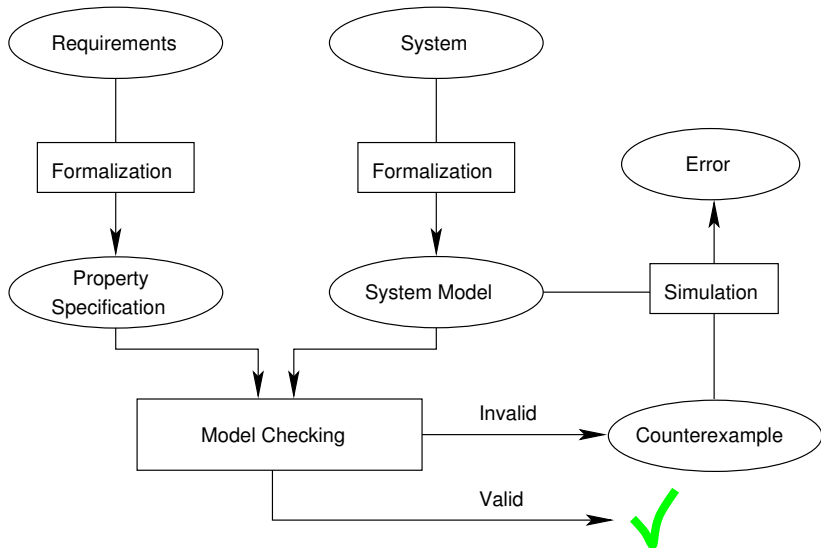 Requirements
System
Formalization
Formalization
Error
Property
Specification
System Model
Simulation
Model Checking
Invalid
Counterexample
Valid